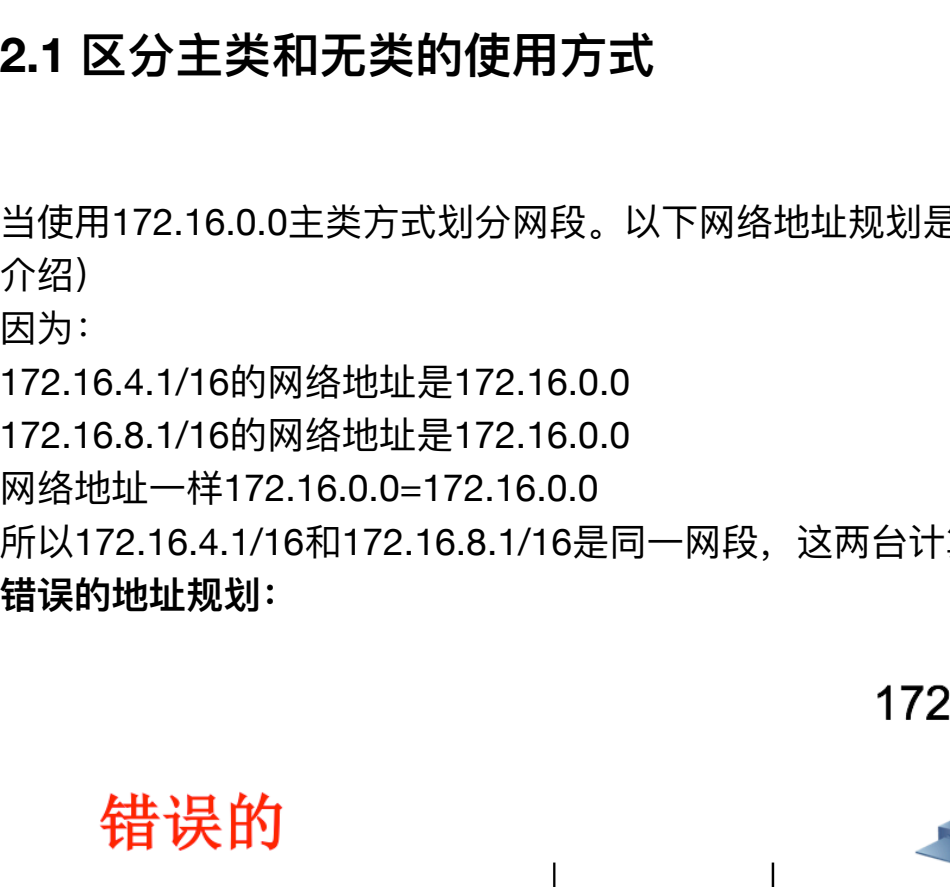 2.1 区分主类和无类的使用方式
当使用172.16.0.0主类方式划分网段。以下网络地址规划是
介绍）
因为：
172.16.4.1/16的网络地址是172.16.0.0
172.16.8.1/16的网络地址是172.16.0.0
网络地址一样172.16.0.0=172.16.0.0
所以172.16.4.1/16和172.16.8.1/16是同一网段，这两台计
错误的地址规划：
172
错误的